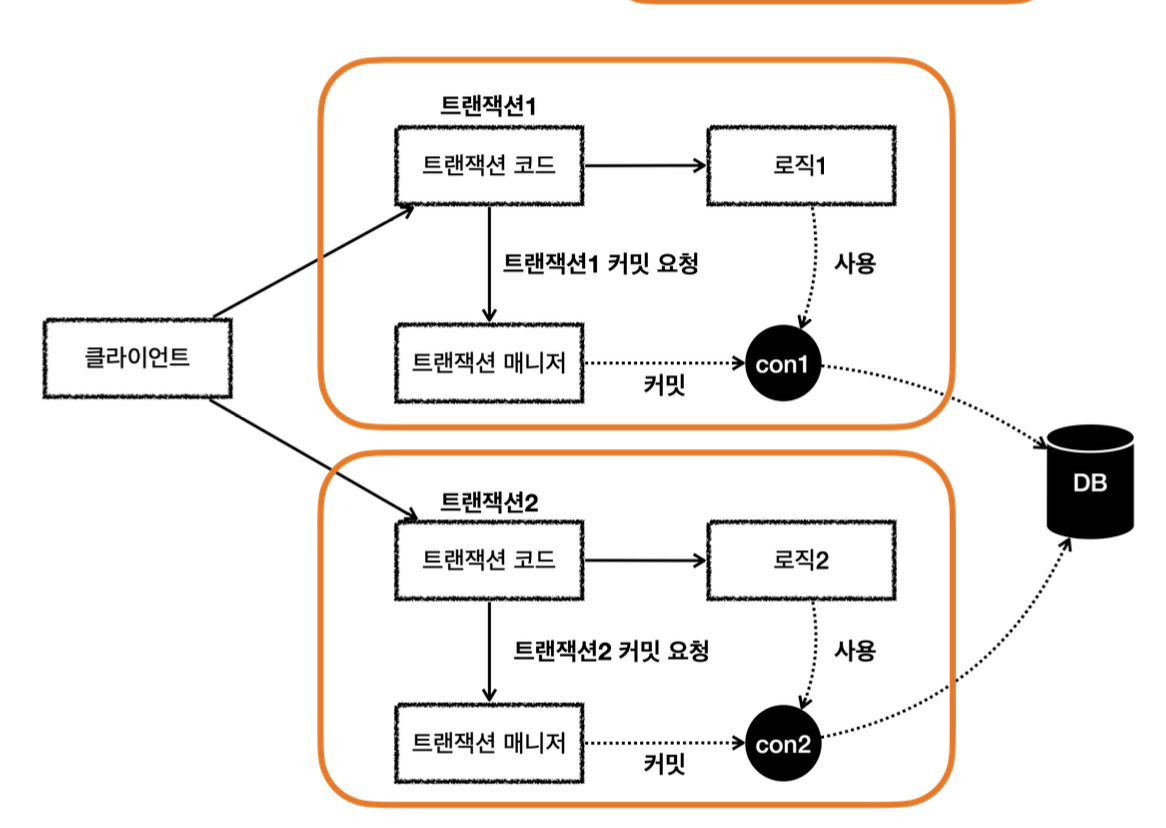 트랜잭션1
트랜잭션 코드
로직1
트랜잭션1 커밋 요청
사용
클라이언트
트랜잭션 매니저
커밋
con1
DB
트랜잭션2
트랜잭션 코드
로직2
트랜잭션2 커밋 요청
사용
트랜잭션 매니저
커밋
con2